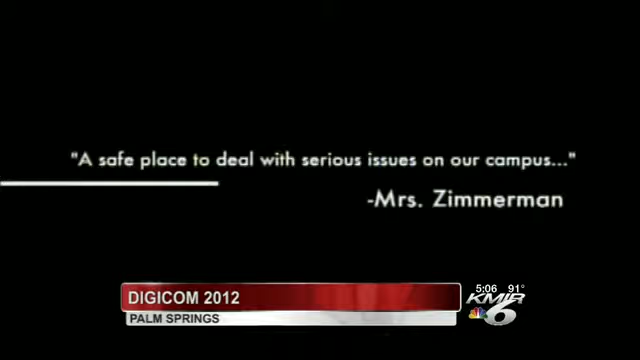 "A safe place to deal with serious issues on our campus..."
-Mrs. Zimmerman
DIGICOM 2012
PALM SPRINGS
5:06 91°
KMIR
6